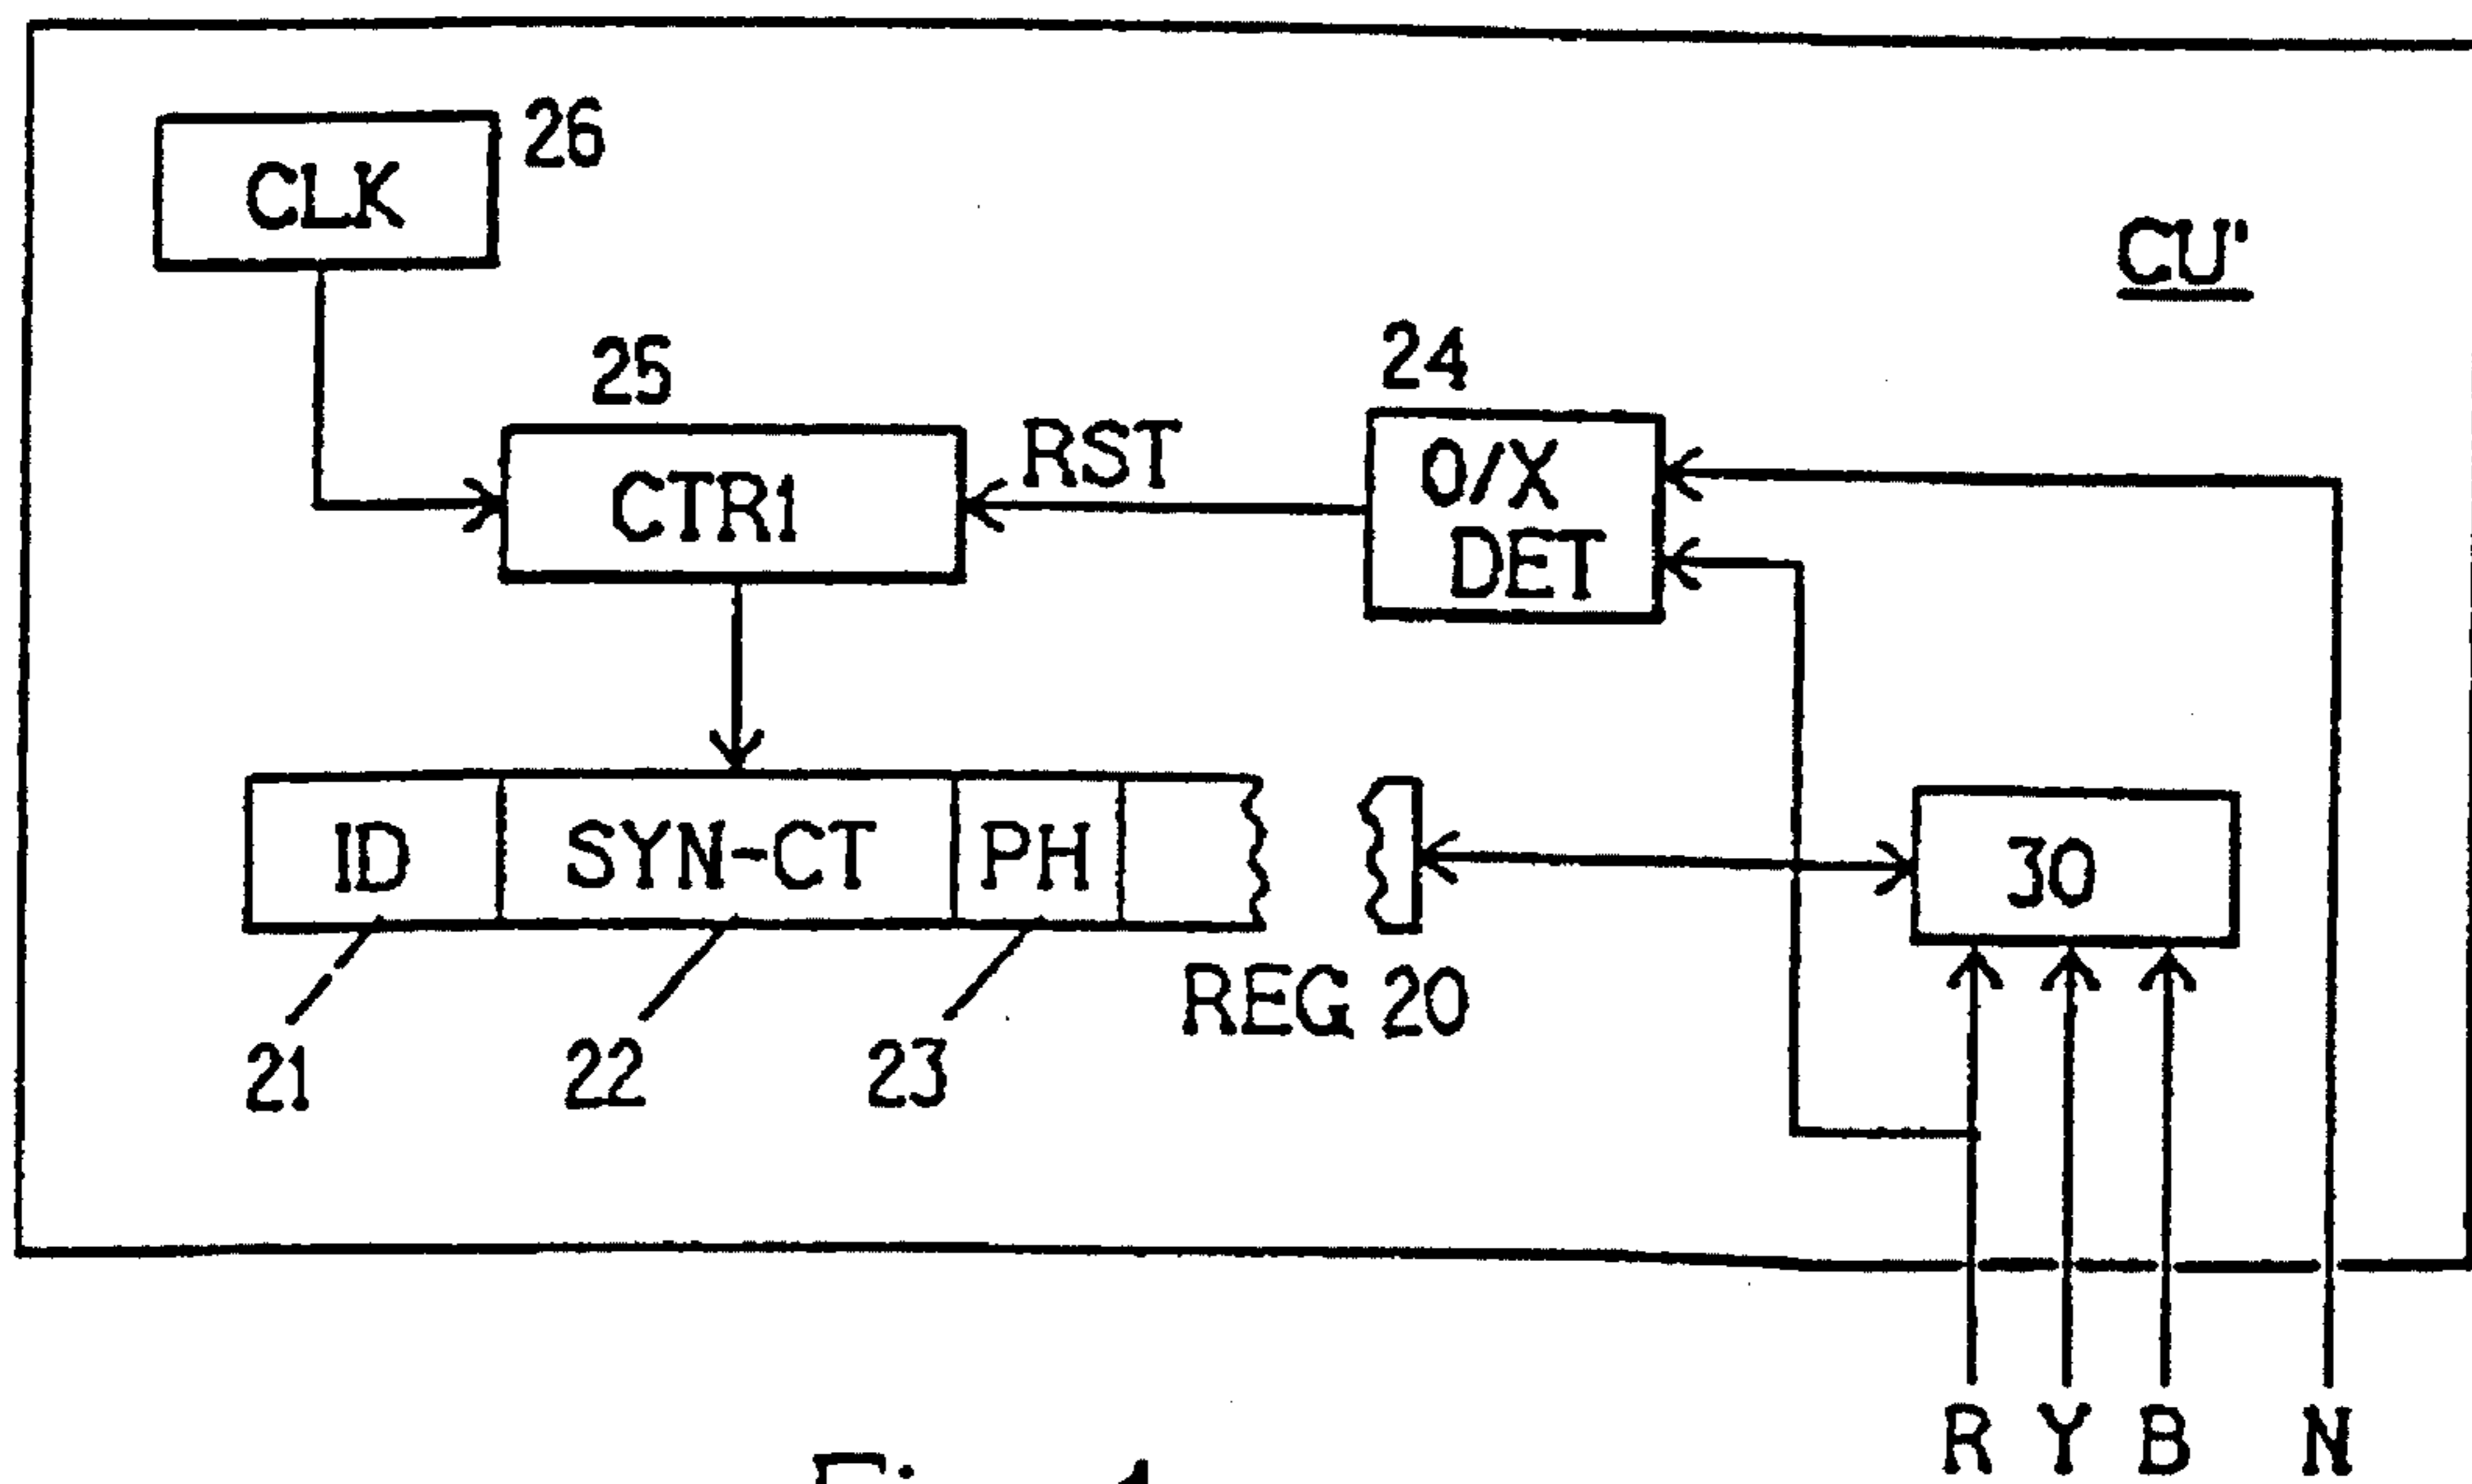 26
CLK
CU'
25
24
RST
CTR1
0/X
DET
ID
SYN-CT
PH
30
REG 20
21
22
23
R Y B N